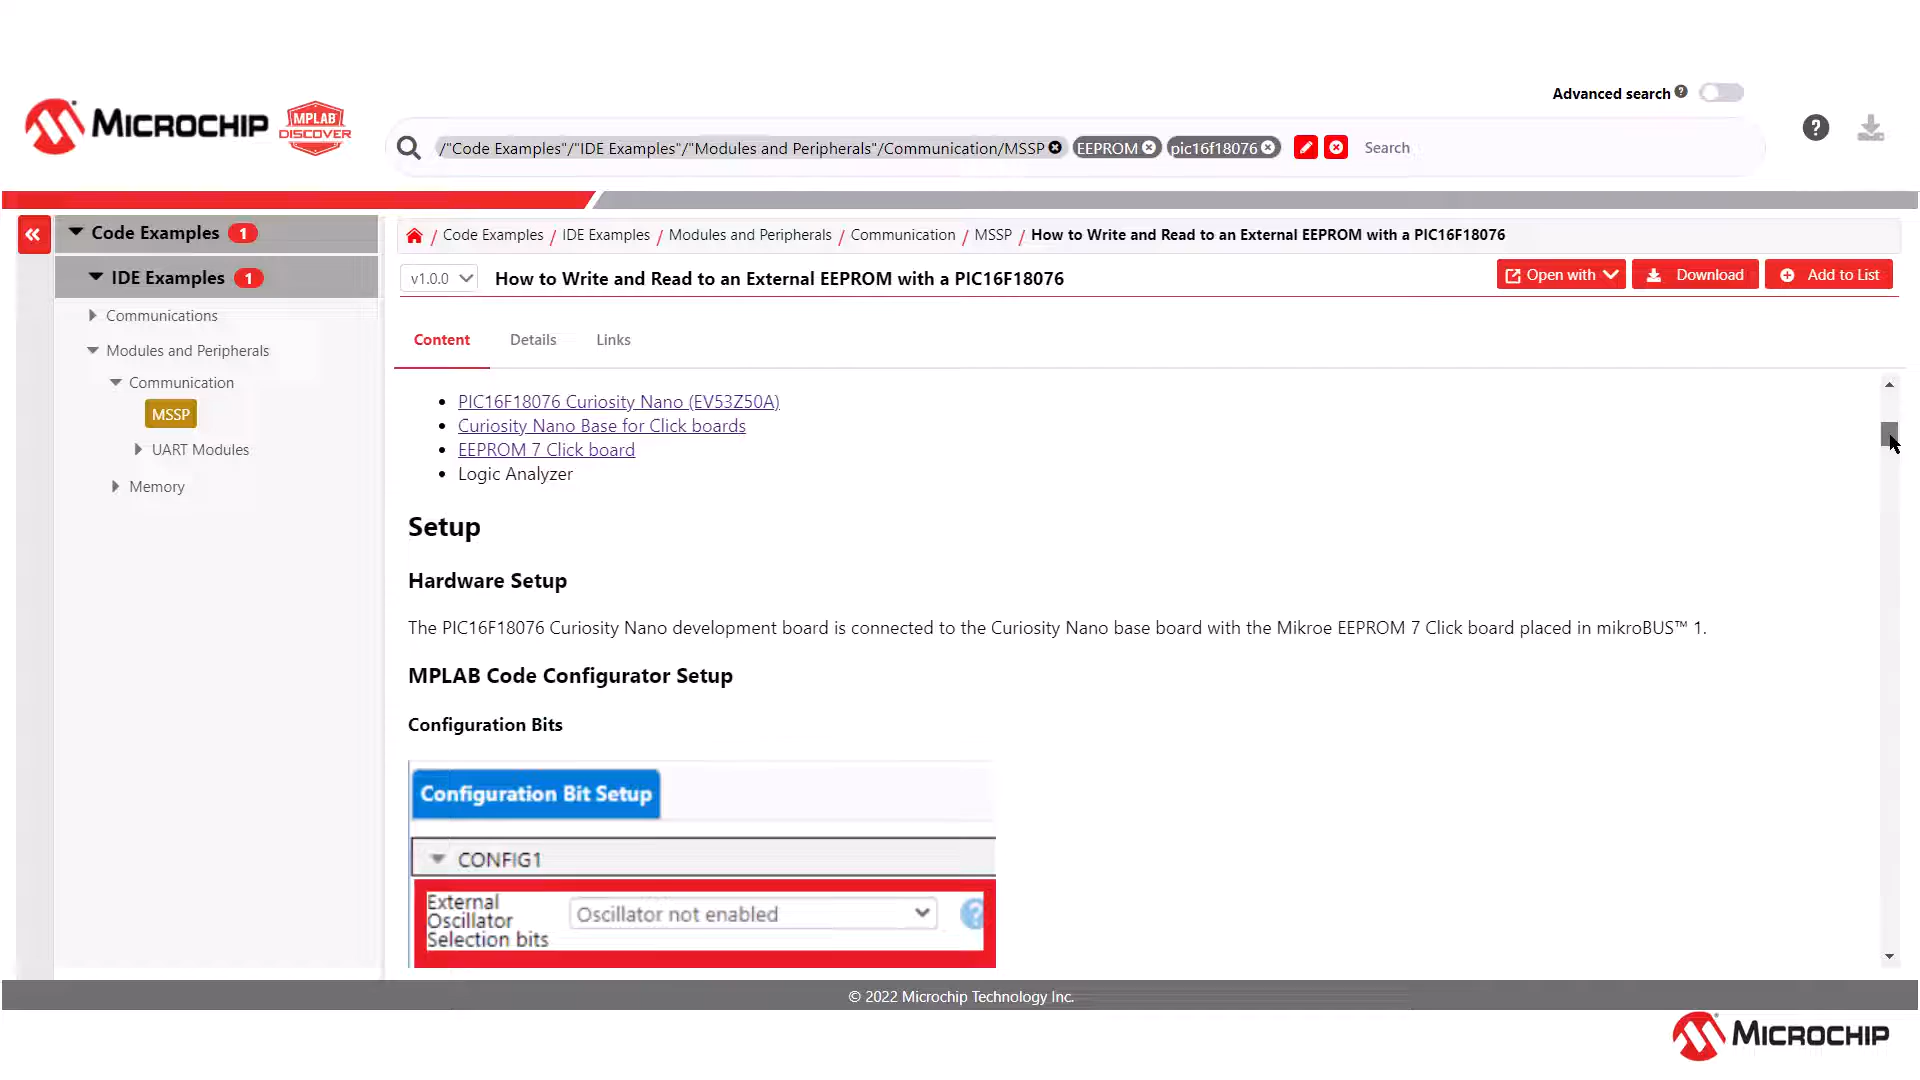 Advanced search ?
MICROCHIP
MPLAB
DISCOVER
/"Code Examples"/"IDE Examples"/"Modules and Peripherals"/Communication/MSSP EEPROM pic16f18076 Search
?
Code Examples 1
IDE Examples 1
Communications
Modules and Peripherals
Communication
MSSP
UART Modules
Memory
/ Code Examples / IDE Examples / Modules and Peripherals / Communication / MSSP / How to Write and Read to an External EEPROM with a PIC16F18076
v1.0.0 How to Write and Read to an External EEPROM with a PIC16F18076 Open with Download Add to List
Content Details Links
• PIC16F18076 Curiosity Nano (EV53Z50A)
• Curiosity Nano Base for Click boards
• EEPROM 7 Click board
• Logic Analyzer
Setup
Hardware Setup
The PIC16F18076 Curiosity Nano development board is connected to the Curiosity Nano base board with the Mikroe EEPROM 7 Click board placed in mikroBUS™ 1.
MPLAB Code Configurator Setup
Configuration Bits
Configuration Bit Setup
CONFIG1
External
Oscillator
Selection bits
Oscillator not enabled ?
© 2022 Microchip Technology Inc.
MICROCHIP